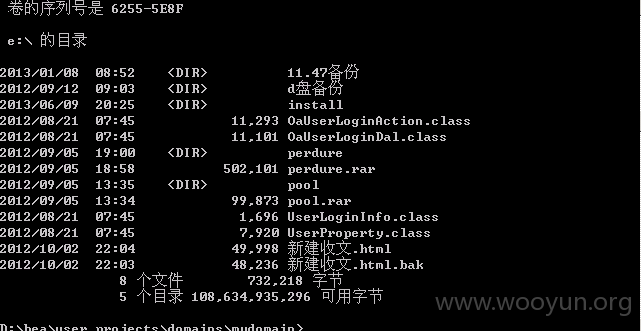 卷的序列号是 6255-5E8F
e:\ 的目录
2013/01/08  08:52    <DIR>          11.47备份
2012/09/12  09:03    <DIR>          d盘备份
2013/06/09  20:25    <DIR>          install
2012/08/21  07:45            11,293 OaUserLoginAction.class
2012/08/21  07:45            11,101 OaUserLoginDal.class
2012/09/05  19:00    <DIR>          perdure
2012/09/05  18:58           502,101 perdure.rar
2012/09/05  13:35    <DIR>          pool
2012/09/05  13:34            99,873 pool.rar
2012/08/21  07:45             1,696 UserLoginInfo.class
2012/08/21  07:45             7,920 UserProperty.class
2012/10/02  22:04            49,998 新建收文.html
2012/10/02  22:03            48,236 新建收文.html.bak
8 个文件        732,218 字节
5 个目录 108,634,935,296 可用字节
www.wooyun.org
D:\bea\user_projects\domains\mydomain>